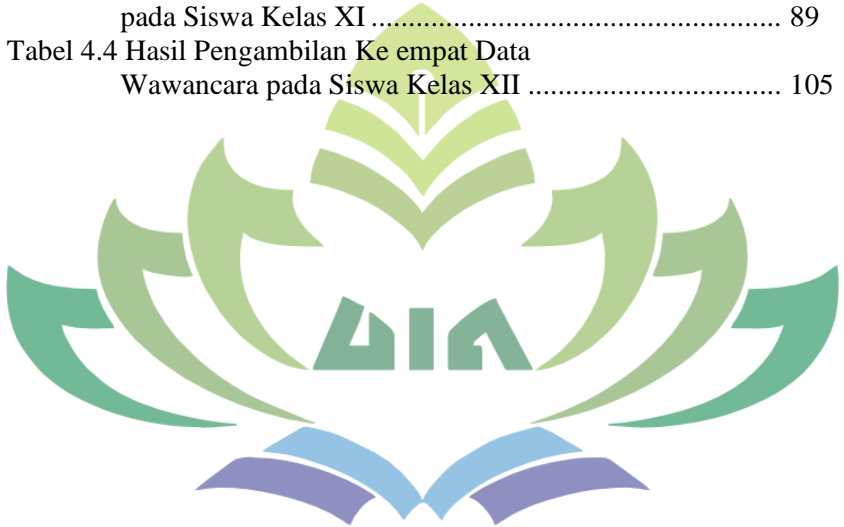 pada Siswa Kelas XI ............................................................. 89
Tabel 4.4 Hasil Pengambilan Ke empat Data
Wawancara pada Siswa Kelas XII .................................. 105
UIN